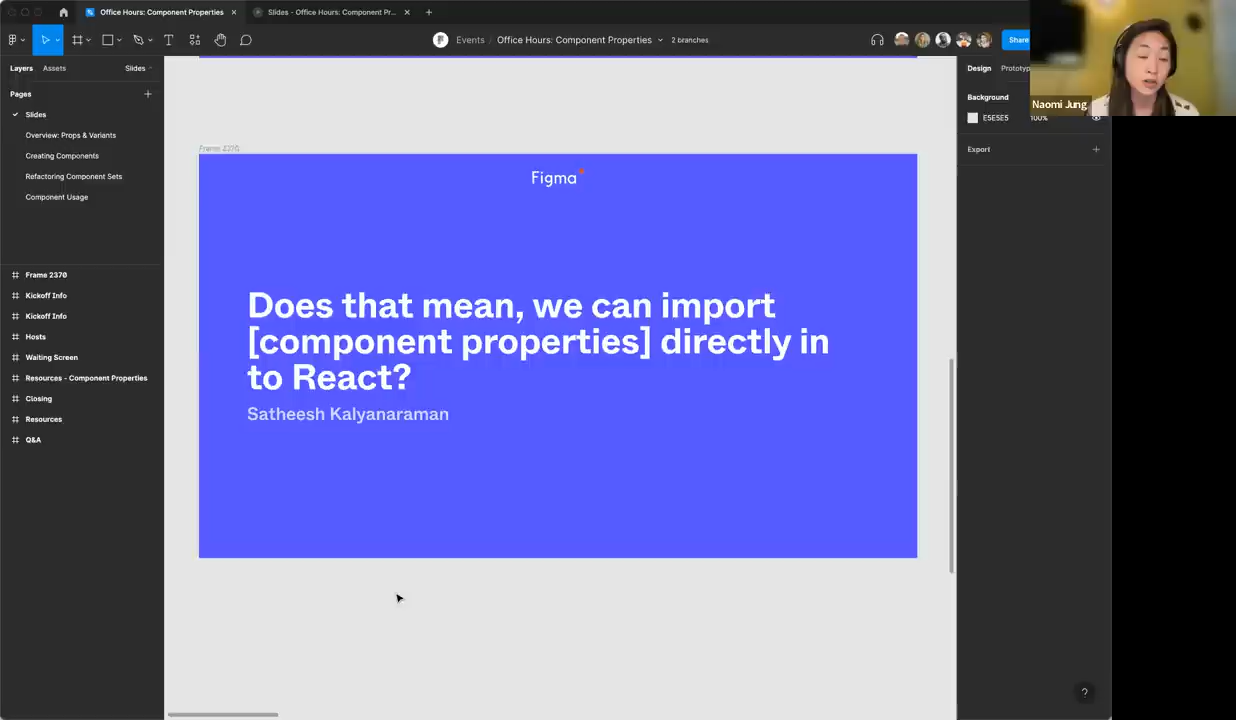 Office Hours: Component Properties
Slides - Office Hours: Component Pr...
Events / Office Hours: Component Properties
2 branches
Share
Naomi Jung
Layers
Assets
Slides
Pages
Slides
Overview: Props & Variants
Creating Components
Refactoring Component Sets
Component Usage
Frame 2370
Kickoff Info
Kickoff Info
Hosts
Waiting Screen
Resources - Component Properties
Closing
Resources
Q&A
Frame 2370
Figma
Does that mean, we can import
[component properties] directly in
to React?
Satheesh Kalyanaraman
Design
Prototyp
Background
E5E5E5
100%
Export
?